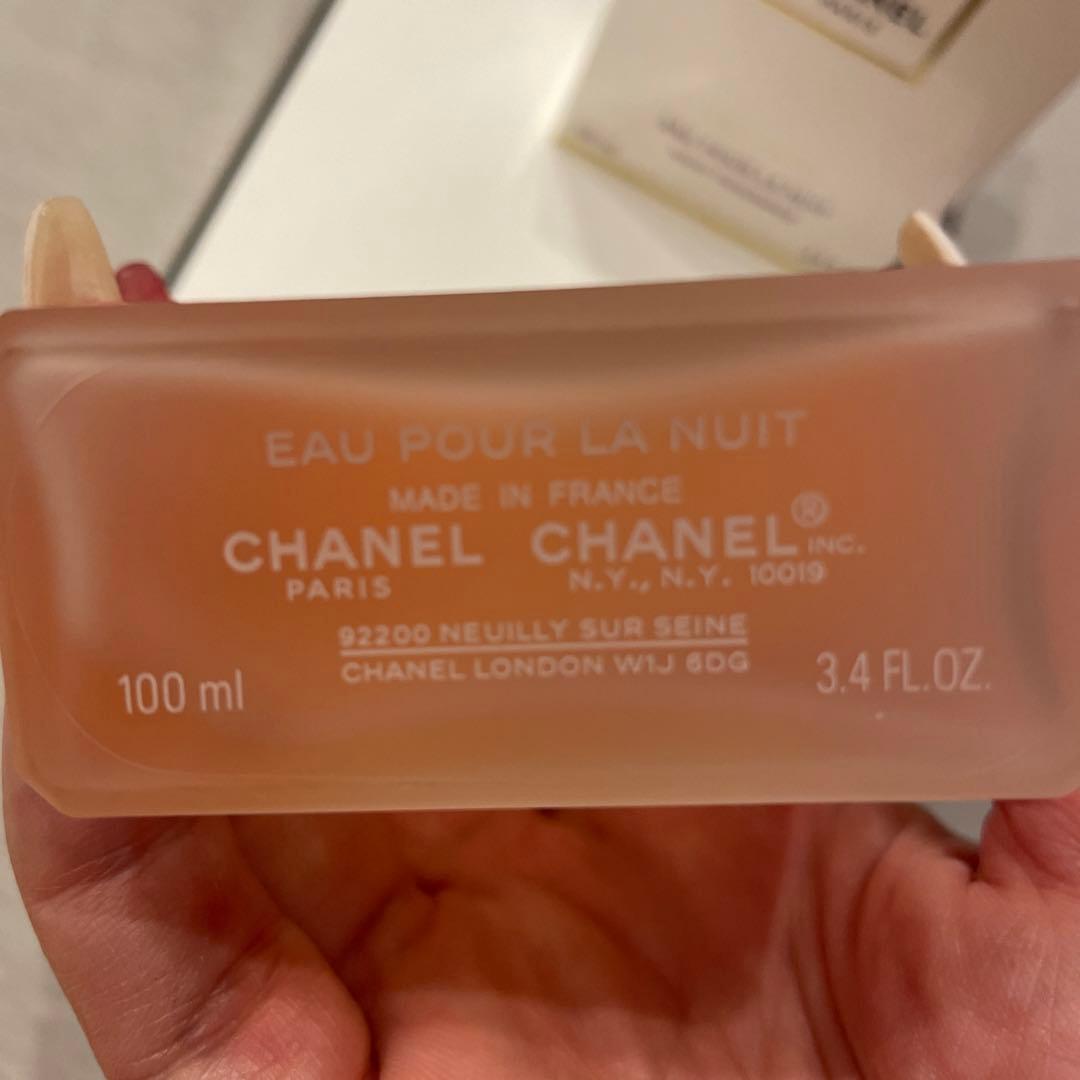 EAU POUR LA NUIT
MADE IN FRANCE
CHANEL CHANEL® INC.
PARIS N.Y., N.Y. 10019
92200 NEUILLY SUR SEINE
CHANEL LONDON W1J 6DG
100 ml 3.4 FL.OZ.